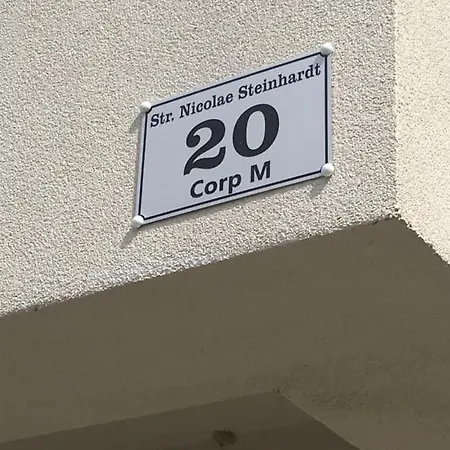 Str. Nicolae Steinhardt
20
Corp M